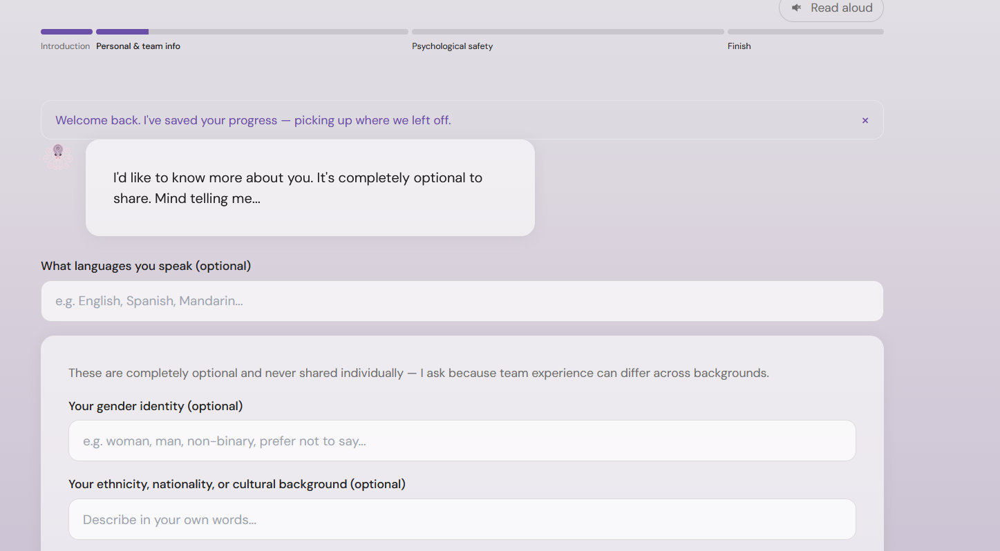 Read aloud
Introduction
Personal & team info
Psychological safety
Finish
Welcome back. I've saved your progress — picking up where we left off.
×
I'd like to know more about you. It's completely optional to
share. Mind telling me...
What languages you speak (optional)
e.g. English, Spanish, Mandarin...
These are completely optional and never shared individually — I ask because team experience can differ across backgrounds.
Your gender identity (optional)
e.g. woman, man, non-binary, prefer not to say...
Your ethnicity, nationality, or cultural background (optional)
Describe in your own words...